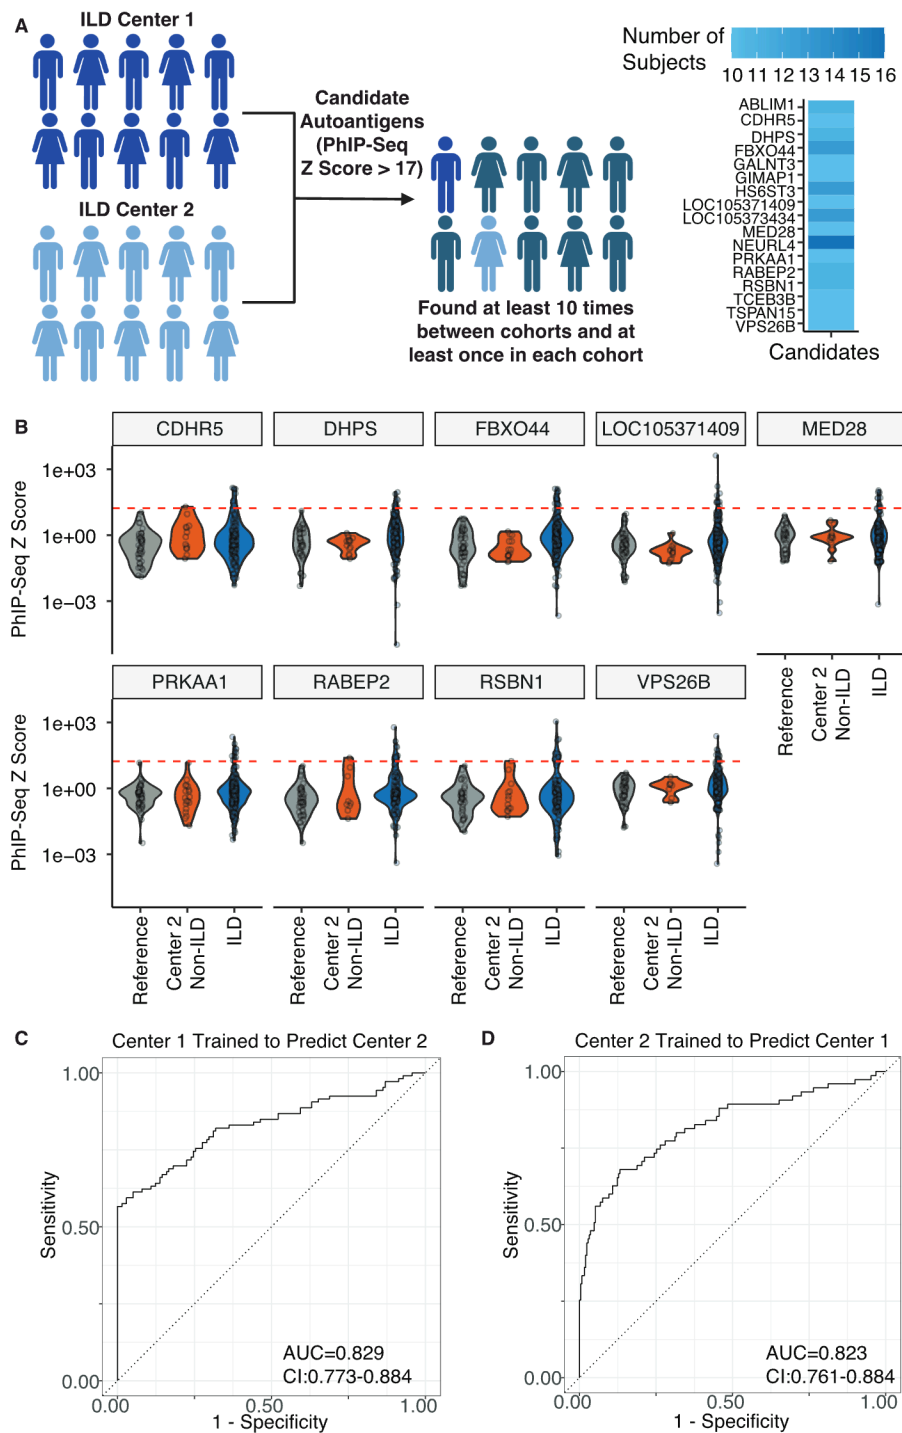 A
ILD Center 1
ILD Center 2
Candidate
Autoantigens
(PhIP-Seq
Z Score > 17)
Found at least 10 times
between cohorts and at
least once in each cohort
Number of
Subjects
10 11 12 13 14 15 16
ABLIM1
CDHR5
DHPS
FBXO44
GALNT3
GIMAP1
HS6ST3
LOC105371409
LOC105373434
MED28
NEURL4
PRKAA1
RABEP2
RSBN1
TCEB3B
TSPAN15
VPS26B
Candidates
B
CDHR5
DHPS
FBXO44
LOC105371409
MED28
PhIP-Seq Z Score
1e+03
1e+00
1e−03
Reference
Center 2
Non-ILD
ILD
PRKAA1
RABEP2
RSBN1
VPS26B
PhIP-Seq Z Score
1e+03
1e+00
1e−03
Reference
Center 2
Non-ILD
ILD
Reference
Center 2
Non-ILD
ILD
Reference
Center 2
Non-ILD
ILD
Reference
Center 2
Non-ILD
ILD
C
Center 1 Trained to Predict Center 2
Sensitivity
1.00
0.50
0.00
AUC=0.829
CI:0.773-0.884
0.00 0.50 1.00
1 - Specificity
D
Center 2 Trained to Predict Center 1
Sensitivity
1.00
0.50
0.00
AUC=0.823
CI:0.761-0.884
0.00 0.50 1.00
1 - Specificity